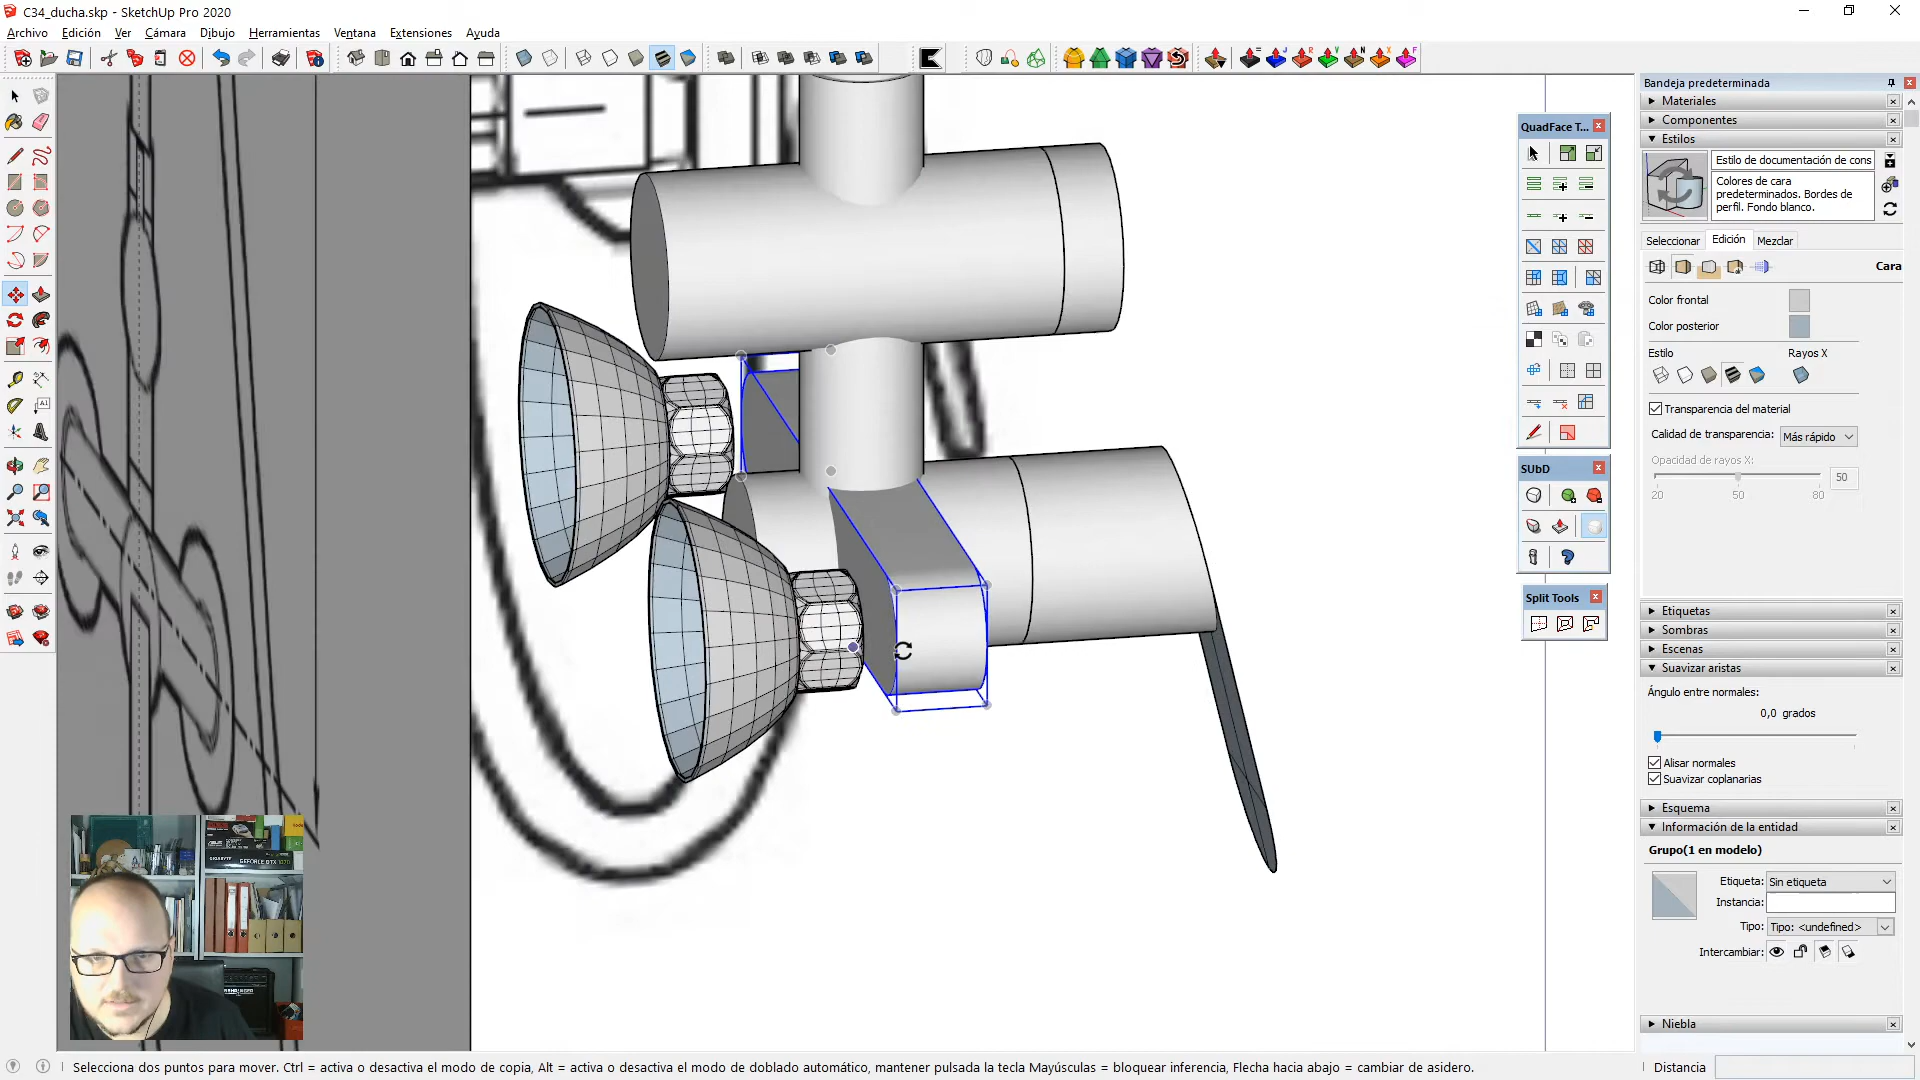 C34_ducha.skp - SketchUp Pro 2020
Archivo Edición Ver Cámara Dibujo Herramientas Ventana Extensiones Ayuda
Bandeja predeterminada
Materiales
Componentes
Estilos
Estilo de documentación de cons
Colores de cara
predeterminados. Bordes de
perfil. Fondo blanco.
Seleccionar Edición Mezclar
Cara
Color frontal
Color posterior
Estilo Rayos X
Transparencia del material
Calidad de transparencia: Más rápido
Opacidad de rayos X:
50
20 50 80
Etiquetas
Sombras
Escenas
Suavizar aristas
Ángulo entre normales:
0,0 grados
Alisar normales
Suavizar coplanarias
Esquema
Información de la entidad
Grupo(1 en modelo)
Etiqueta: Sin etiqueta
Instancia:
Tipo: Tipo: <undefined>
Intercambiar:
Niebla
QuadFace T...
SUbD
Split Tools
GEFORCE GTX 1070
Selecciona dos puntos para mover. Ctrl = activa o desactiva el modo de copia, Alt = activa o desactiva el modo de doblado automático, mantener pulsada la tecla Mayúsculas = bloquear inferencia, Flecha hacia abajo = cambiar de asidero.
Distancia